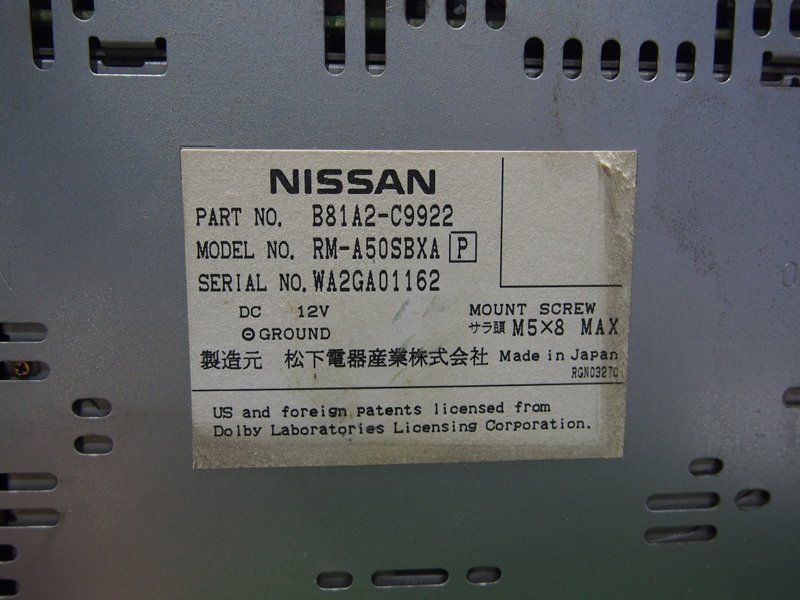 NISSAN
PART NO. B81A2-C9922
MODEL NO. RM-A50SBXA P
SERIAL NO. WA2GA01162
DC 12V
MOUNT SCREW
⊖ GROUND
サラ頭 M5×8 MAX
製造元 松下電器産業株式会社 Made in Japan
RGN0327C
US and foreign patents licensed from
Dolby Laboratories Licensing Corporation.